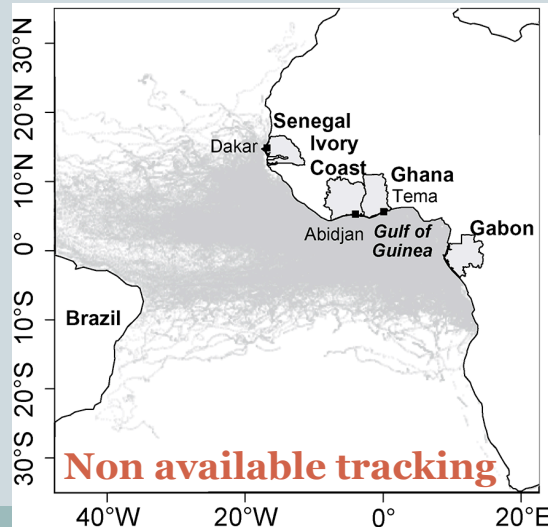 30°N
20°N
10°N
0°
10°S
20°S
30°S
Senegal
Dakar
Ivory
Coast
Ghana
Tema
Abidjan
Gulf of
Guinea
Gabon
Brazil
Non available tracking
40°W
20°W
0°
20°E